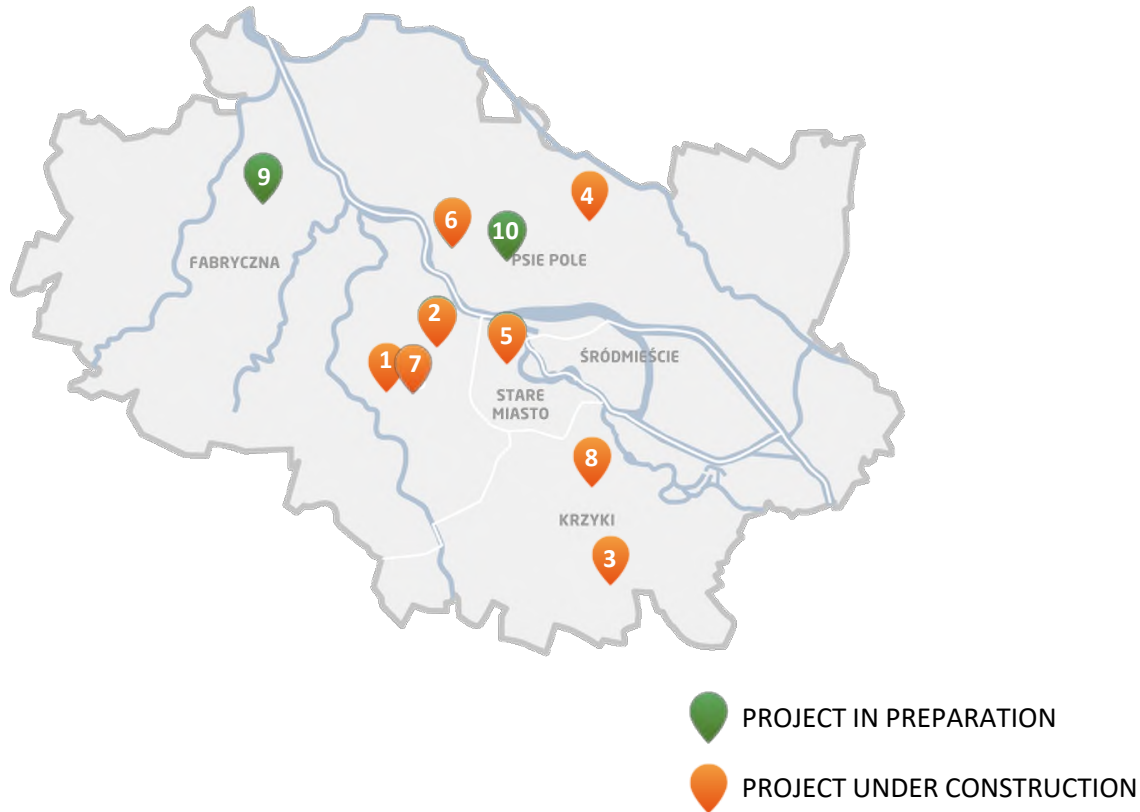 9
4
6
10
FABRYCZNA
PSIE POLE
2
5
ŚRÓDMIEŚCIE
1
7
STARE
MIASTO
8
KRZYKI
3
PROJECT IN PREPARATION
PROJECT UNDER CONSTRUCTION